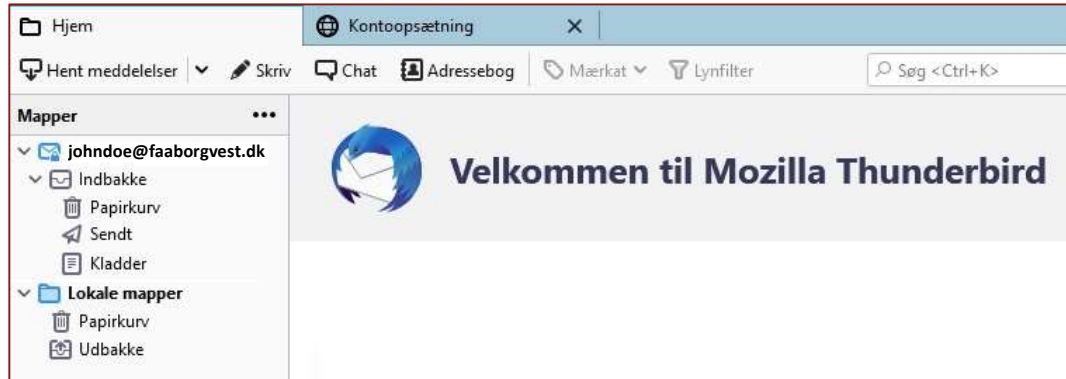 Hjem
Kontoopsætning
Hent meddelelser
Skriv
Chat
Adressebog
Mærkat
Lynfilter
Søg <Ctrl+K>
Mapper
johndoe@faaborgvest.dk
Indbakke
Papirkurv
Sendt
Kladder
Lokale mapper
Papirkurv
Udbakke
Velkommen til Mozilla Thunderbird